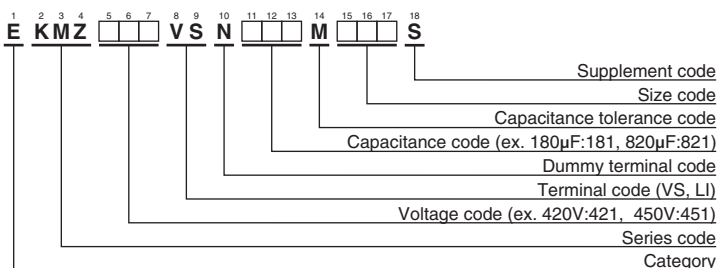 1 2 3 4 5 6 7 8 9 10 11 12 13 14 15 16 17 18
E KMZ □□□ VS N □□□ M □□□ S
Supplement code
Size code
Capacitance tolerance code
Capacitance code (ex. 180µF:181, 820µF:821)
Dummy terminal code
Terminal code (VS, LI)
Voltage code (ex. 420V:421, 450V:451)
Series code
Category